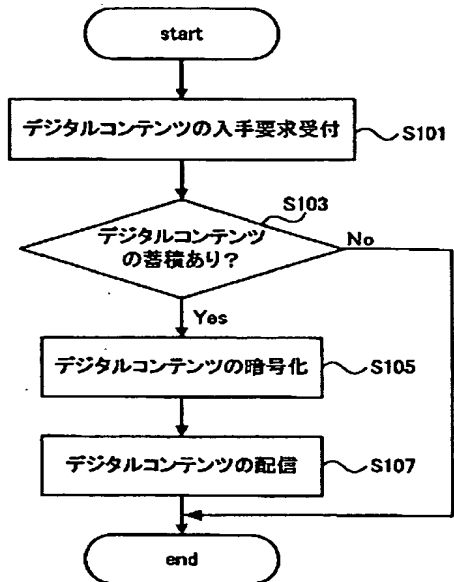 start
デジタルコンテンツの入手要求受付
S101
S103
デジタルコンテンツ
の蓄積あり?
No
Yes
デジタルコンテンツの暗号化
S105
デジタルコンテンツの配信
S107
end